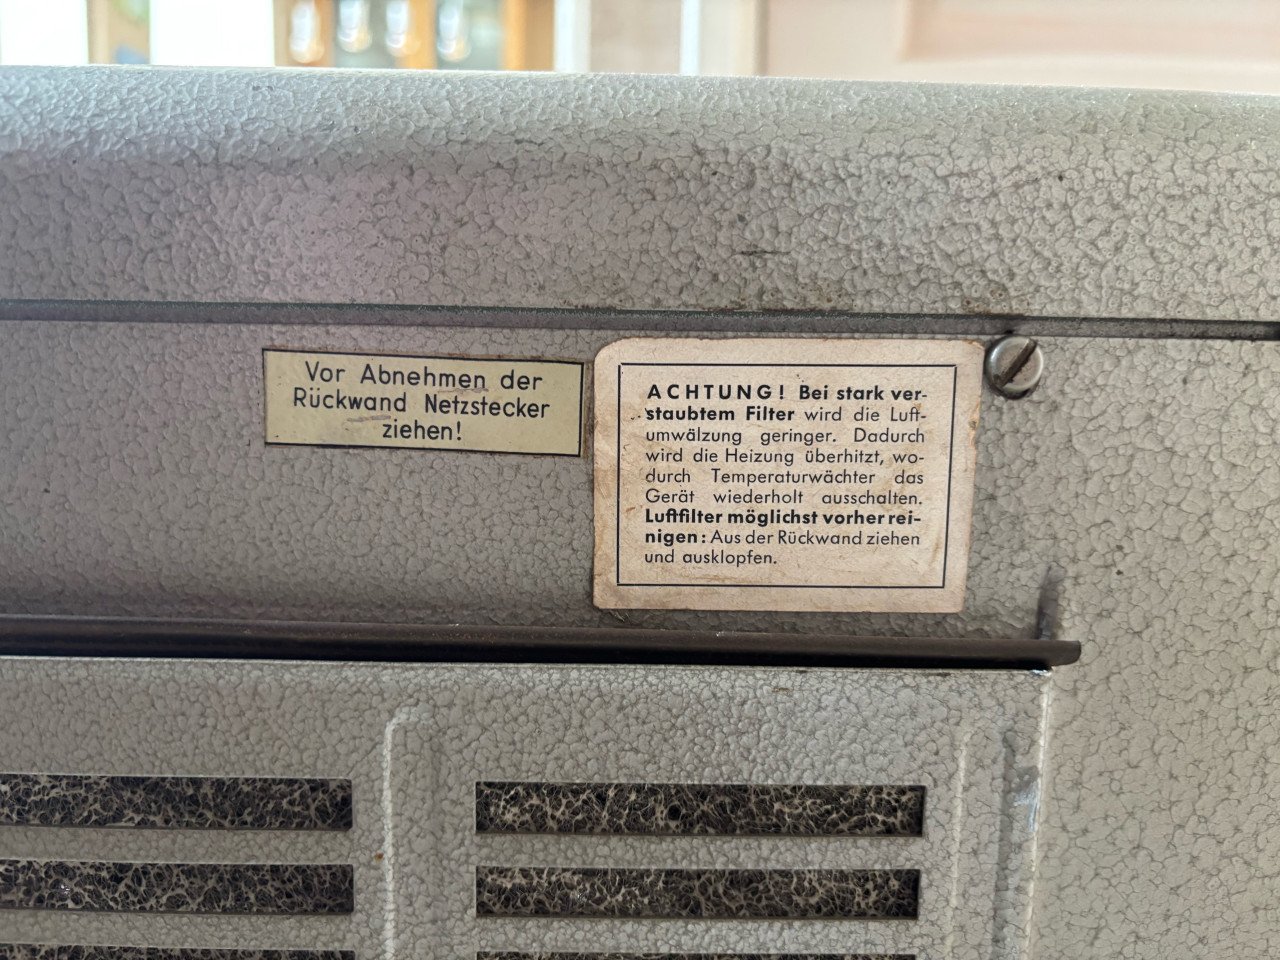 Vor Abnehmen der
Rückwand Netzstecker
ziehen!
ACHTUNG! Bei stark ver-
staubtem Filter wird die Luft-
umwälzung geringer. Dadurch
wird die Heizung überhitzt, wo-
durch Temperaturwächter das
Gerät wiederholt ausschalten.
Luftfilter möglichst vorher rei-
nigen: Aus der Rückwand ziehen
und ausklopfen.